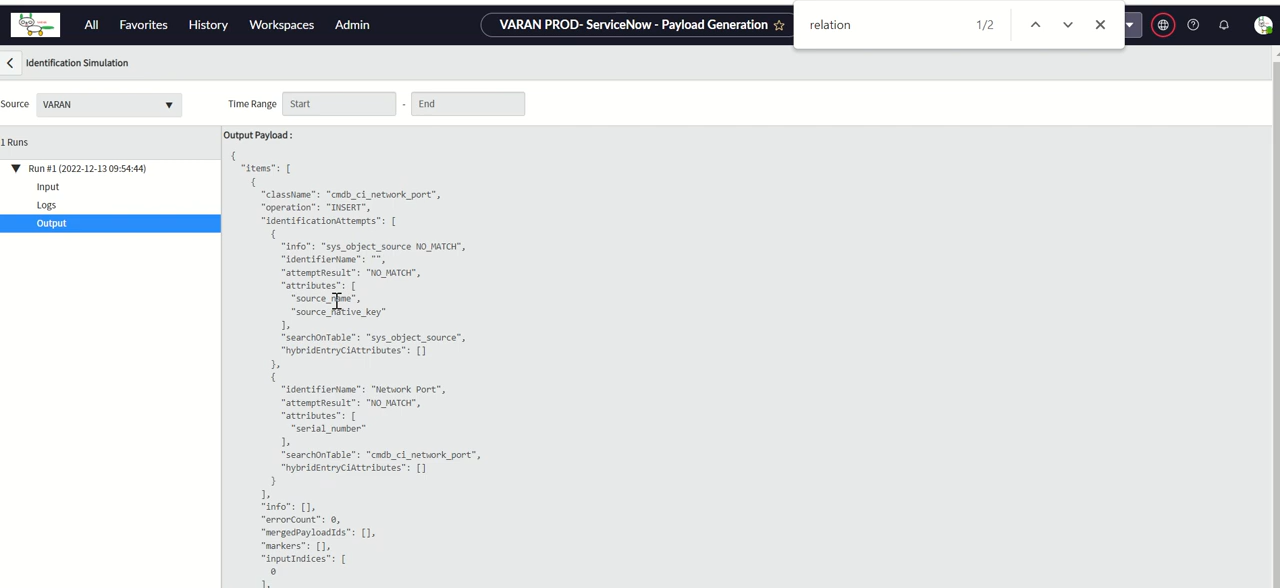 All Favorites History Workspaces Admin VARAN PROD- ServiceNow - Payload Generation relation 1/2
Identification Simulation
Source VARAN Time Range Start - End
1 Runs
Run #1 (2022-12-13 09:54:44)
Input
Logs
Output
Output Payload :
{
"items": [
{
"className": "cmdb_ci_network_port",
"operation": "INSERT",
"identificationAttempts": [
{
"info": "sys_object_source NO_MATCH",
"identifierName": "",
"attemptResult": "NO_MATCH",
"attributes": [
"source_name",
"source_native_key"
],
"searchOnTable": "sys_object_source",
"hybridEntryCiAttributes": []
},
{
"identifierName": "Network Port",
"attemptResult": "NO_MATCH",
"attributes": [
"serial_number"
],
"searchOnTable": "cmdb_ci_network_port",
"hybridEntryCiAttributes": []
}
],
"info": [],
"errorCount": 0,
"mergedPayloadIds": [],
"markers": [],
"inputIndices": [
0
],